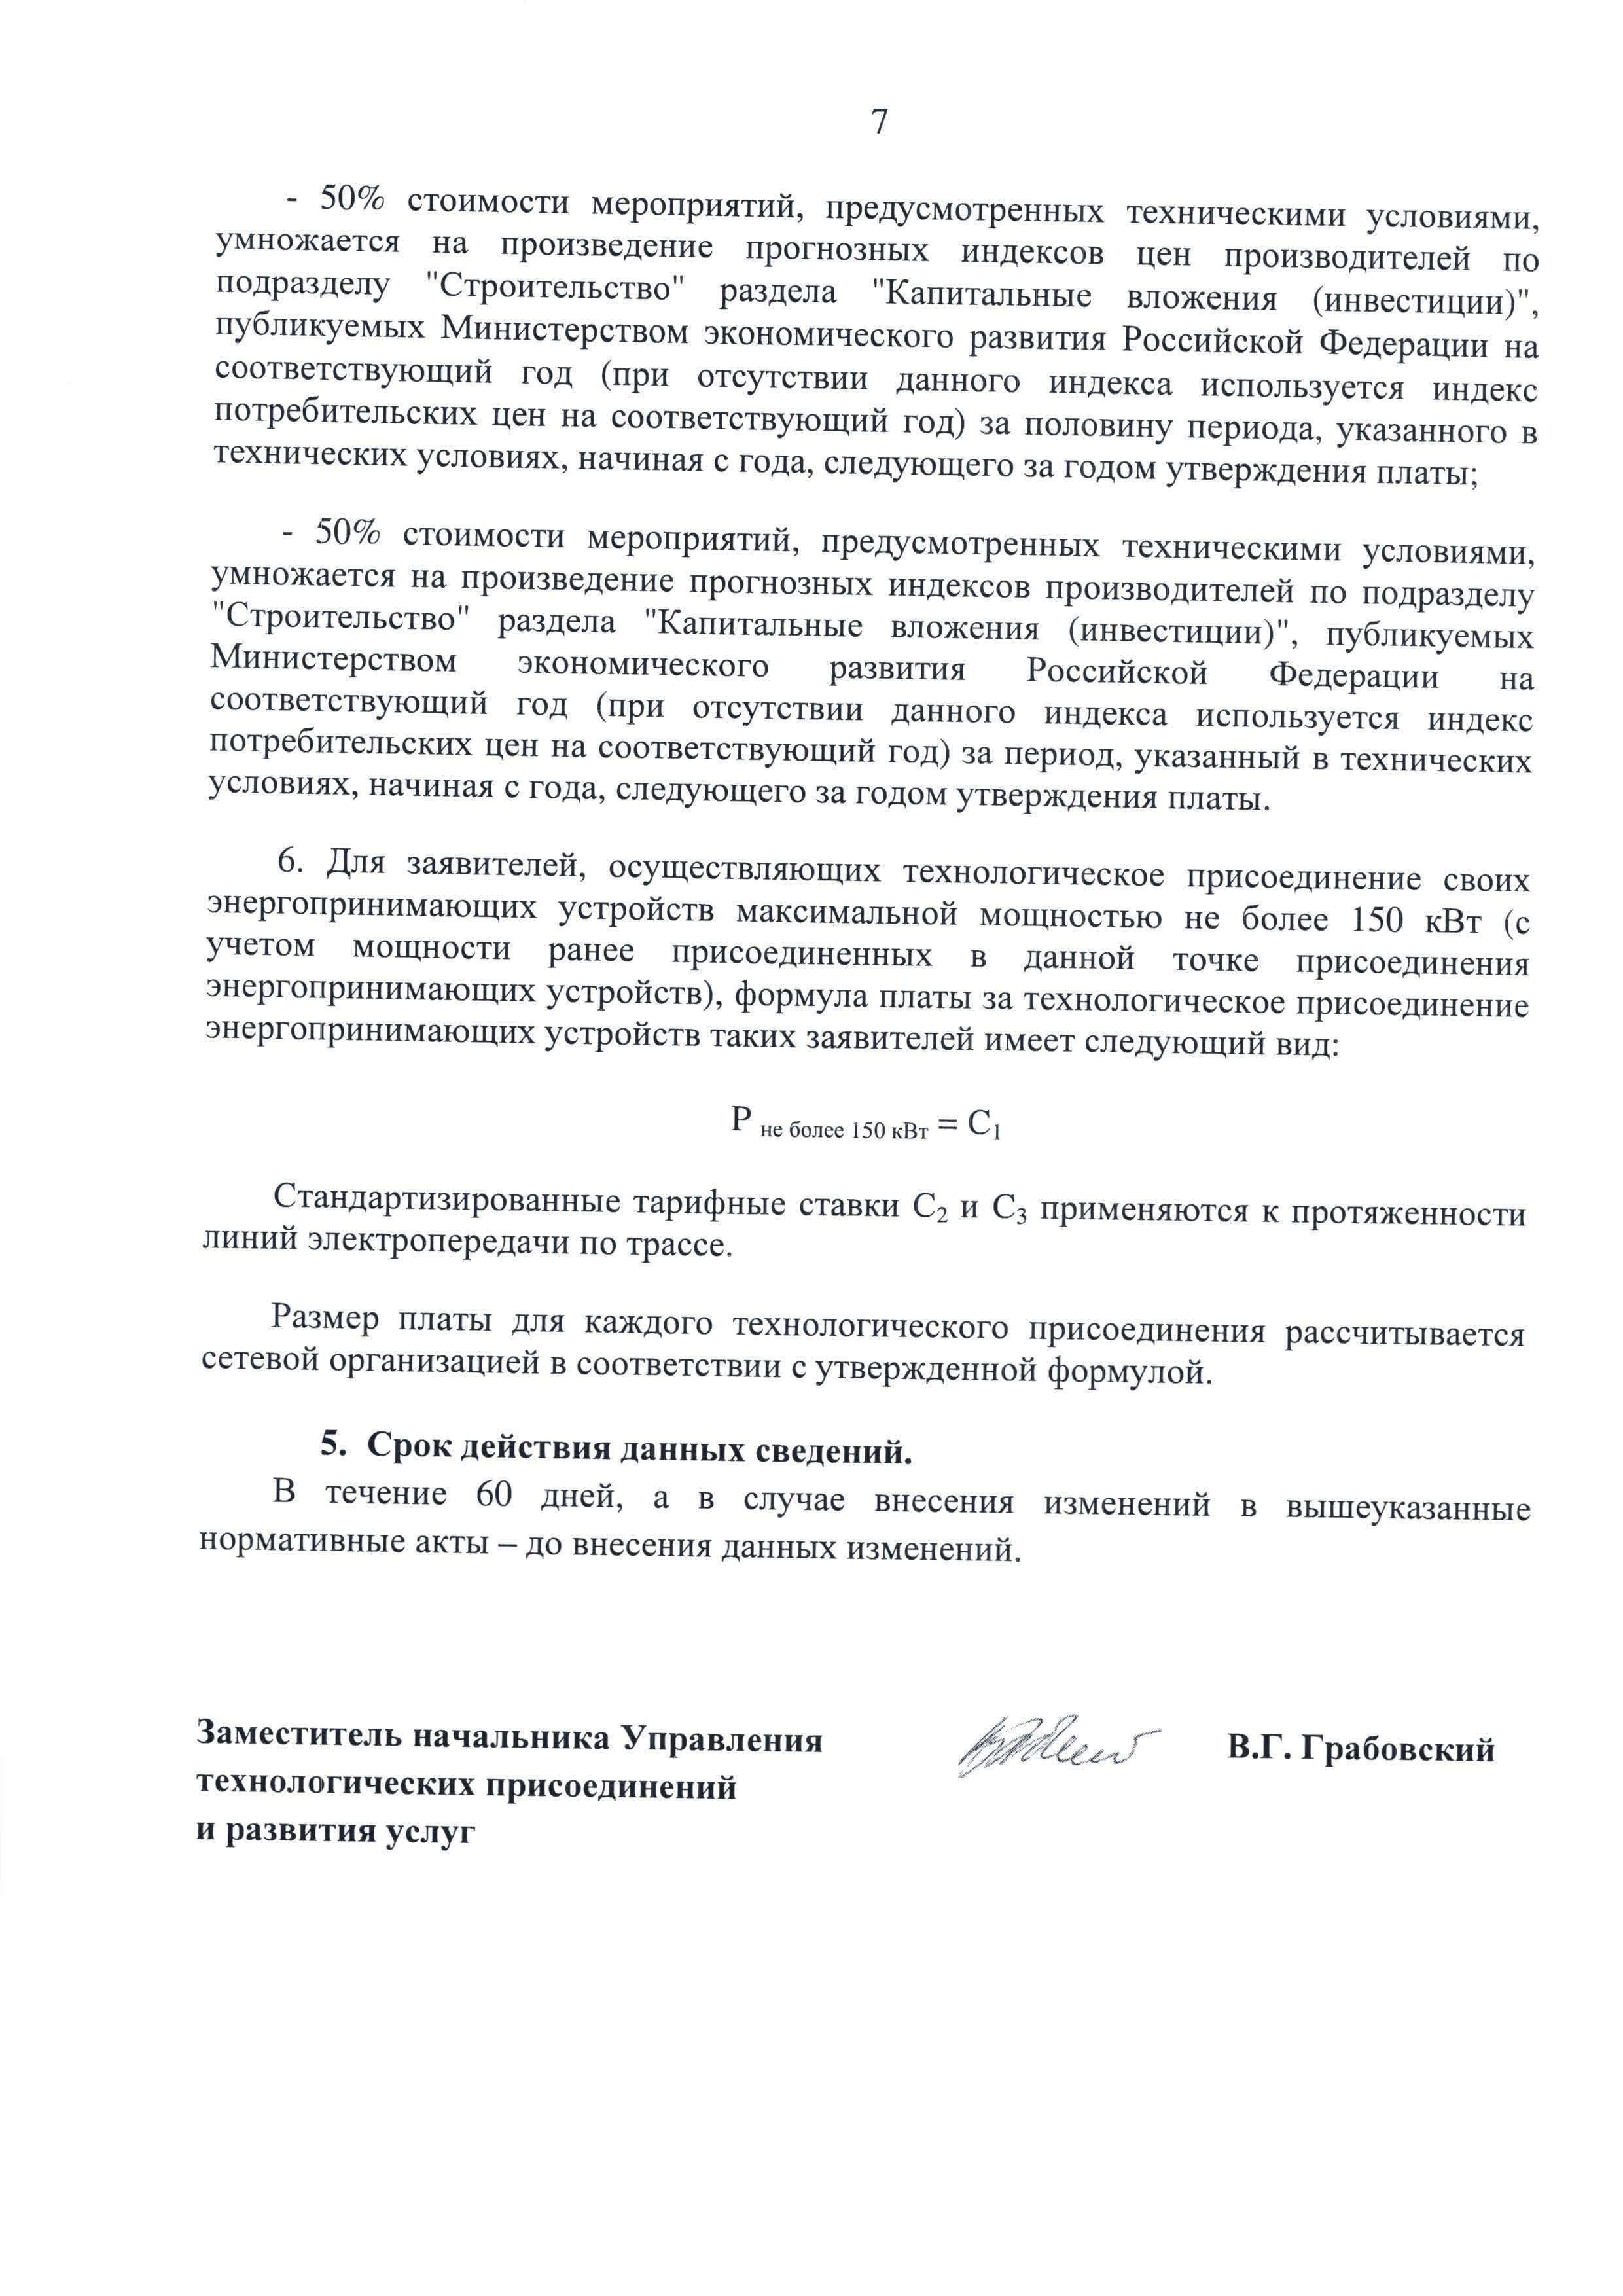 7
- 50% стоимости мероприятий, предусмотренных техническими условиями,
умножается на произведение прогнозных индексов цен производителей по
подразделу "Строительство" раздела "Капитальные вложения (инвестиции)",
публикуемых Министерством экономического развития Российской Федерации на
соответствующий год (при отсутствии данного индекса используется индекс
потребительских цен на соответствующий год) за половину периода, указанного в
технических условиях, начиная с года, следующего за годом утверждения платы;
- 50% стоимости мероприятий, предусмотренных техническими условиями,
умножается на произведение прогнозных индексов производителей по подразделу
"Строительство" раздела "Капитальные вложения (инвестиции)", публикуемых
Министерством экономического развития Российской Федерации на
соответствующий год (при отсутствии данного индекса используется индекс
потребительских цен на соответствующий год) за период, указанный в технических
условиях, начиная с года, следующего за годом утверждения платы.
6. Для заявителей, осуществляющих технологическое присоединение своих
энергопринимающих устройств максимальной мощностью не более 150 кВт (с
учетом мощности ранее присоединенных в данной точке присоединения
энергопринимающих устройств), формула платы за технологическое присоединение
энергопринимающих устройств таких заявителей имеет следующий вид:
Р не более 150 кВт = С₁
Стандартизированные тарифные ставки С₂ и С₃ применяются к протяженности
линий электропередачи по трассе.
Размер платы для каждого технологического присоединения рассчитывается
сетевой организацией в соответствии с утвержденной формулой.
5. Срок действия данных сведений.
В течение 60 дней, а в случае внесения изменений в вышеуказанные
нормативные акты – до внесения данных изменений.
Заместитель начальника Управления В.Г. Грабовский
технологических присоединений
и развития услуг